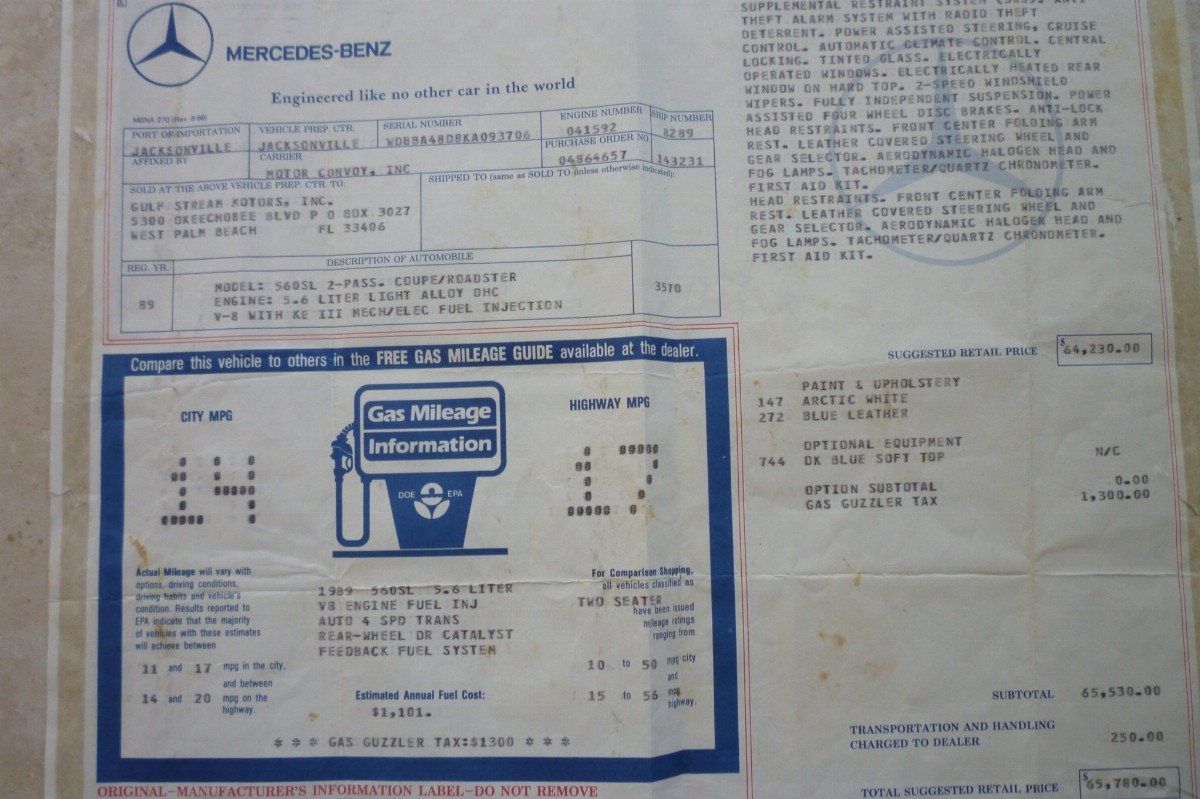 MERCEDES-BENZ
Engineered like no other car in the world
MBNA 270 (Rev. 8-88)
PORT OF IMPORTATION
JACKSONVILLE
VEHICLE PREP. CTR.
JACKSONVILLE
SERIAL NUMBER
WDBBA48D8KA093706
ENGINE NUMBER
041592
SHIP NUMBER
8289
AFFIXED BY
CARRIER
MOTOR CONVOY, INC
PURCHASE ORDER NO
04864657
143231
SOLD AT THE ABOVE VEHICLE PREP. CTR. TO:
GULF STREAM MOTORS, INC.
5300 OKEECHOBEE BLVD P O BOX 3027
WEST PALM BEACH FL 33406
SHIPPED TO (same as SOLD TO unless otherwise indicated):
REG. YR.
89
DESCRIPTION OF AUTOMOBILE
MODEL: 560SL 2-PASS. COUPE/ROADSTER
ENGINE: 5.6 LITER LIGHT ALLOY OHC
V-8 WITH KE III MECH/ELEC FUEL INJECTION
3570
Compare this vehicle to others in the FREE GAS MILEAGE GUIDE available at the dealer.
CITY MPG
14
Gas Mileage
Information
DOE EPA
HIGHWAY MPG
17
Actual Mileage will vary with
options, driving conditions,
driving habits and vehicle's
condition. Results reported to
EPA indicate that the majority
of vehicles with these estimates
will achieve between
11 and 17 mpg in the city,
and between
14 and 20 mpg on the
highway.
1989 560SL 5.6 LITER
V8 ENGINE FUEL INJ
AUTO 4 SPD TRANS
REAR-WHEEL DR CATALYST
FEEDBACK FUEL SYSTEM
Estimated Annual Fuel Cost:
$1,101.
For Comparison Shopping,
all vehicles classified as
TWO SEATER
have been issued
mileage ratings
ranging from
10 to 50 mpg city
and
15 to 56 mpg
highway.
* * * GAS GUZZLER TAX:$1300 * * *
ORIGINAL-MANUFACTURER'S INFORMATION LABEL-DO NOT REMOVE
SUPPLEMENTAL RESTRAINT SYSTEM (SRS). ANTI-
THEFT ALARM SYSTEM WITH RADIO THEFT
DETERRENT. POWER ASSISTED STEERING, CRUISE
CONTROL. AUTOMATIC CLIMATE CONTROL. CENTRAL
LOCKING. TINTED GLASS. ELECTRICALLY
OPERATED WINDOWS. ELECTRICALLY HEATED REAR
WINDOW ON HARD TOP. 2-SPEED WINDSHIELD
WIPERS. FULLY INDEPENDENT SUSPENSION. POWER
ASSISTED FOUR WHEEL DISC BRAKES. ANTI-LOCK
HEAD RESTRAINTS. FRONT CENTER FOLDING ARM
REST. LEATHER COVERED STEERING WHEEL AND
GEAR SELECTOR. AERODYNAMIC HALOGEN HEAD AND
FOG LAMPS. TACHOMETER/QUARTZ CHRONOMETER.
FIRST AID KIT.
HEAD RESTRAINTS. FRONT CENTER FOLDING ARM
REST. LEATHER COVERED STEERING WHEEL AND
GEAR SELECTOR. AERODYNAMIC HALOGEN HEAD AND
FOG LAMPS. TACHOMETER/QUARTZ CHRONOMETER.
FIRST AID KIT.
SUGGESTED RETAIL PRICE $64,230.00
PAINT & UPHOLSTERY
147 ARCTIC WHITE
272 BLUE LEATHER
OPTIONAL EQUIPMENT
744 DK BLUE SOFT TOP N/C
OPTION SUBTOTAL 0.00
GAS GUZZLER TAX 1,300.00
SUBTOTAL 65,530.00
TRANSPORTATION AND HANDLING
CHARGED TO DEALER 250.00
TOTAL SUGGESTED RETAIL PRICE $65,780.00